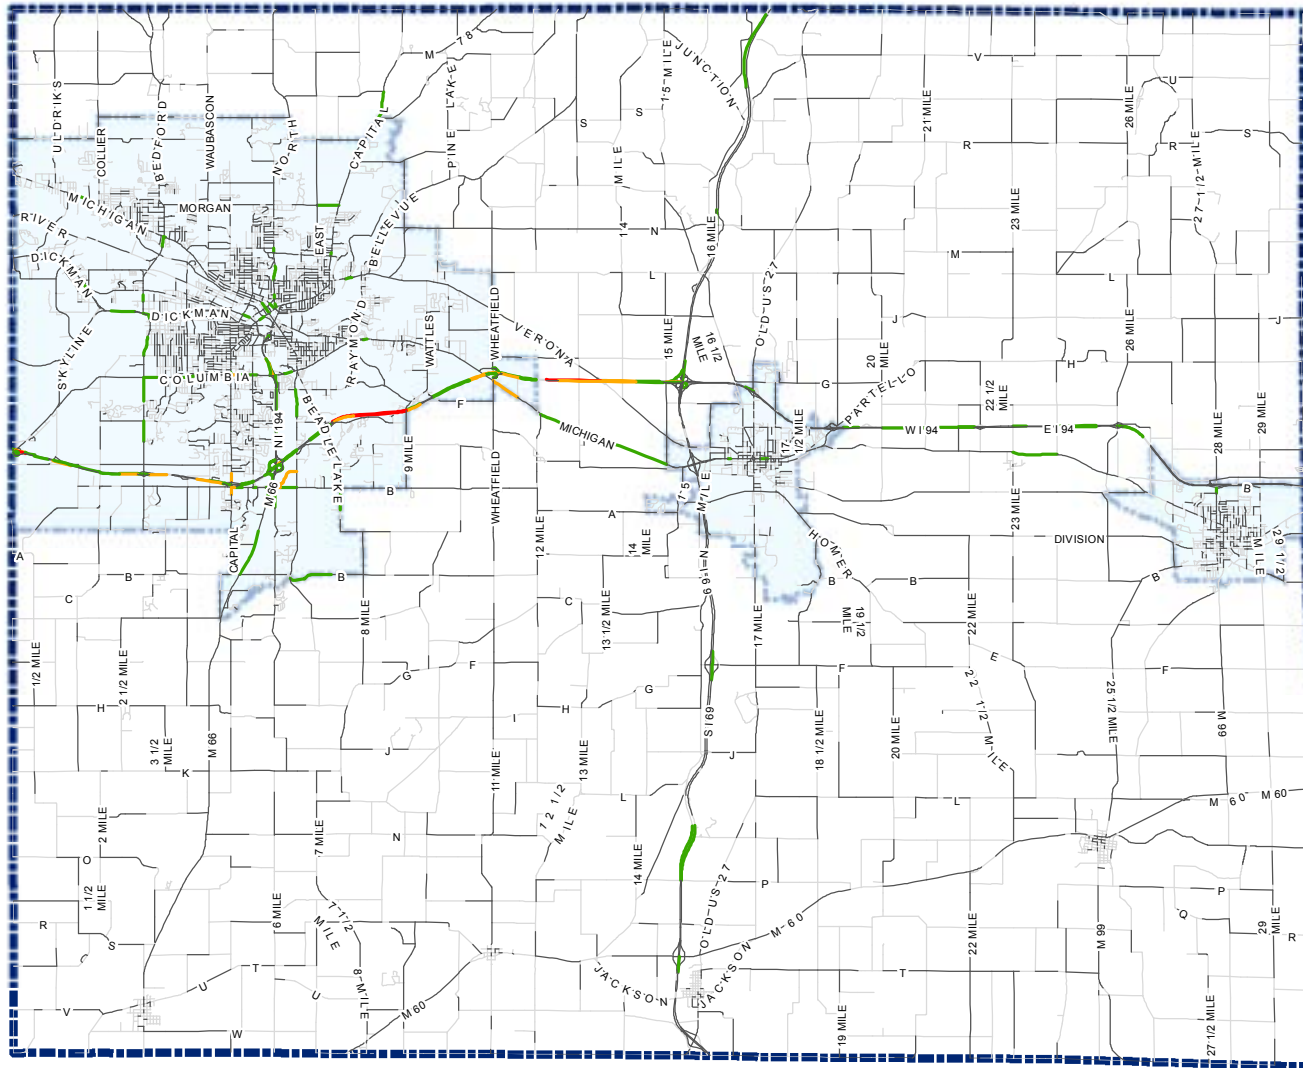 M 78
V
ULDRIKS
COLLIER
BEDFORD
WAUBASCON
NORTH
CAPITAL
PINE LAKE
S
S
15 MILE
JUNCTION
21 MILE
26 MILE
U
S
R
R
27-1/2-MILE
MICHIGAN
MORGAN
RIVER
DICKMAN
EAST
BELLEVUE
MILE
14
N
16 MILE
23 MILE
M
L
L
OLD-US-27
DICKMAN
SKYLINE
COLUMBIA
RAYMOND
WATTLES
WHEATFIELD
VERONA
15 MILE
16 1/2
MILE
J
20
MILE
26 MILE
J
H
G
PARTELLO
22 1/2
MILE
F
BEADLE LAKE
N I 194
MICHIGAN
17
1/2 MILE
W I 94
E I 94
28 MILE
29 MILE
9 MILE
M 66
B
WHEATFIELD
15
MILE
B
A
CAPITAL
12 MILE
A
14
MILE
HOMER
23 MILE
DIVISION
MILE
29 1/2
B
B
C
8 MILE
C
N-I-69
B
B
B
13 1/2 MILE
17 MILE
19 1/2
MILE
22 MILE
1/2 MILE
2 1/2 MILE
G
F
G
F
E
F
22 1/2 MILE
25 1/2 MILE
M 99
H
I
H
S I 69
18 1/2 MILE
20 MILE
3 1/2
MILE
M 66
J
J
K
11 MILE
13 MILE
12 1/2
MILE
L
L
M 60
M 60
2 MILE
7 MILE
N
O
1 1/2
MILE
14 MILE
P
P
Q
R
S
6 MILE
7-1/2
MILE
OLD-US-27
M-60
22 MILE
M 99
29
MILE
R
T
U
U
8-MILE
JACKSON
JACKSON
T
V
M 60
W
19 MILE
27 1/2 MILE